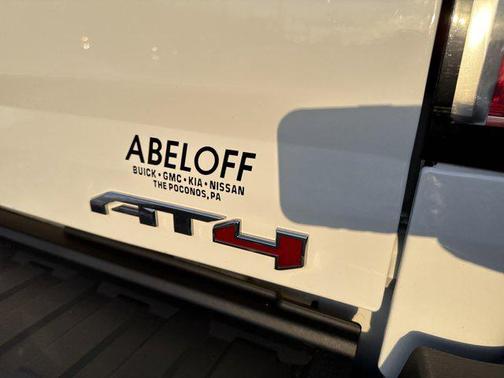 ABELOFF
BUICK • GMC • KIA • NISSAN
THE POCONOS, PA
AT4